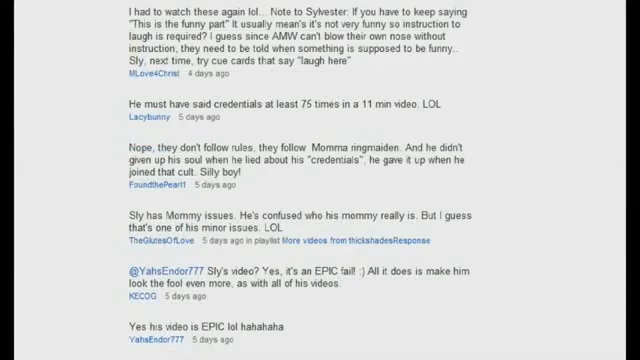 I had to watch these again lol... Note to Sylvester: If you have to keep saying
"This is the funny part" It usually mean's it's not very funny so instruction to
laugh is required? I guess since AMW can't blow their own nose without
instruction, they need to be told when something is supposed to be funny..
Sly, next time, try cue cards that say "laugh here"
MLove4Christ 4 days ago
He must have said credentials at least 75 times in a 11 min video. LOL
Lacybunny 5 days ago
Nope, they don't follow rules, they follow Momma ringmaiden. And he didn't
given up his soul when he lied about his "credentials", he gave it up when he
joined that cult. Silly boy!
FoundthePearl1 5 days ago
Sly has Mommy issues. He's confused who his mommy really is. But I guess
that's one of his minor issues. LOL
TheGlutesOfLove 5 days ago in playlist More videos from thickshadesResponse
@YahsEndor777 Sly's video? Yes, it's an EPIC fail! :) All it does is make him
look the fool even more, as with all of his videos.
KECOG 5 days ago
Yes his video is EPIC lol hahahaha
YahsEndor777 5 days ago